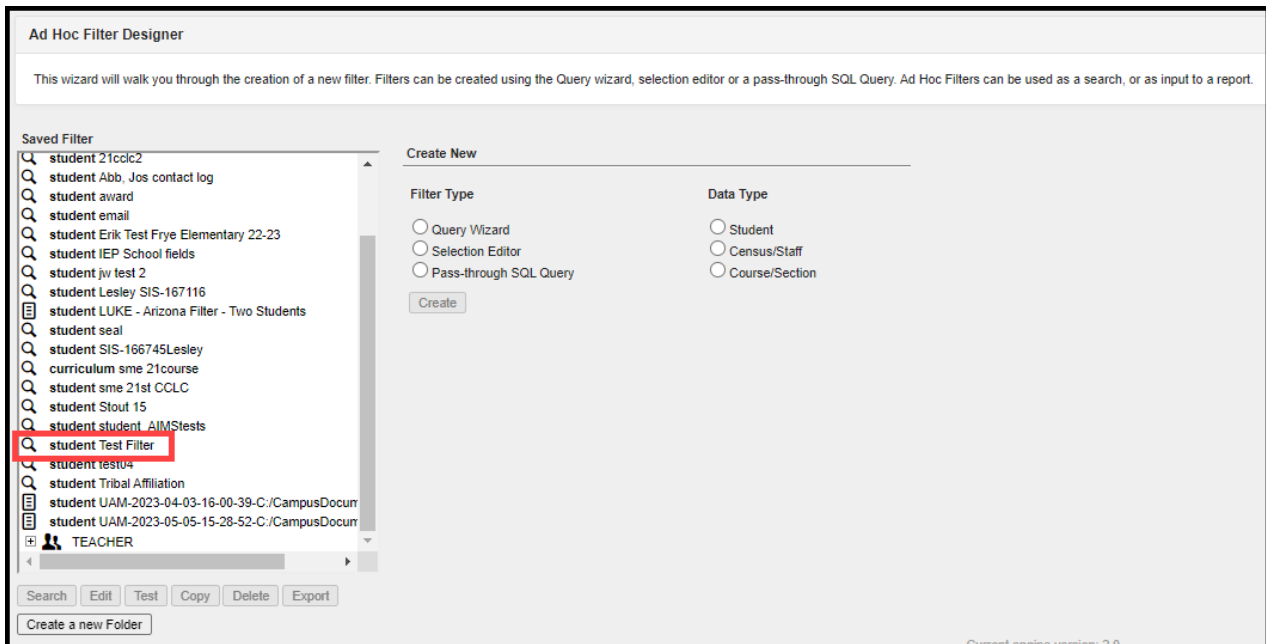 Ad Hoc Filter Designer
This wizard will walk you through the creation of a new filter. Filters can be created using the Query wizard, selection editor or a pass-through SQL Query. Ad Hoc Filters can be used as a search, or as input to a report.
Saved Filter
student 21cclc2
student Abb, Jos contact log
student award
student email
student Erik Test Frye Elementary 22-23
student IEP School fields
student jw test 2
student Lesley SIS-167116
student LUKE - Arizona Filter - Two Students
student seal
student SIS-166745Lesley
curriculum sme 21course
student sme 21st CCLC
student Stout 15
student student_AIMStests
student Test Filter
student test04
student Tribal Affiliation
student UAM-2023-04-03-16-00-39-C:/CampusDocum
student UAM-2023-05-05-15-28-52-C:/CampusDocum
TEACHER
Search Edit Test Copy Delete Export
Create a new Folder
Create New
Filter Type
Query Wizard
Selection Editor
Pass-through SQL Query
Create
Data Type
Student
Census/Staff
Course/Section
Current engine version: 2.0